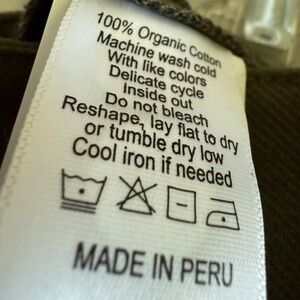 100% Organic Cotton
Machine wash cold
With like colors
Delicate cycle
Inside out
Do not bleach
Reshape, lay flat to dry
or tumble dry low
Cool iron if needed
MADE IN PERU